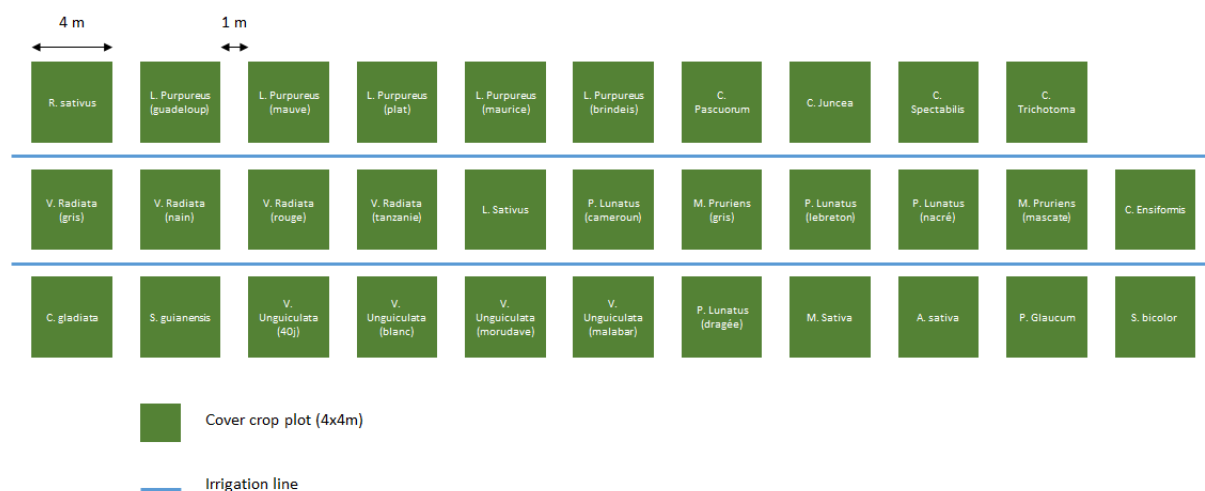 4 m
1 m
R. sativus
L. Purpureus
(guadeloup)
L. Purpureus
(mauve)
L. Purpureus
(plat)
L. Purpureus
(maurice)
L. Purpureus
(brindeis)
C.
Pascuorum
C. Juncea
C.
Spectabilis
C.
Trichotoma
V. Radiata
(gris)
V. Radiata
(nain)
V. Radiata
(rouge)
V. Radiata
(tanzanie)
L. Sativus
P. Lunatus
(cameroun)
M. Pruriens
(gris)
P. Lunatus
(lebreton)
P. Lunatus
(nacré)
M. Pruriens
(mascate)
C. Ensiformis
C. gladiata
S. guianensis
V.
Unguiculata
(40j)
V.
Unguiculata
(blanc)
V.
Unguiculata
(morudave)
V.
Unguiculata
(malabar)
P. Lunatus
(dragée)
M. Sativa
A. sativa
P. Glaucum
S. bicolor
Cover crop plot (4x4m)
Irrigation line